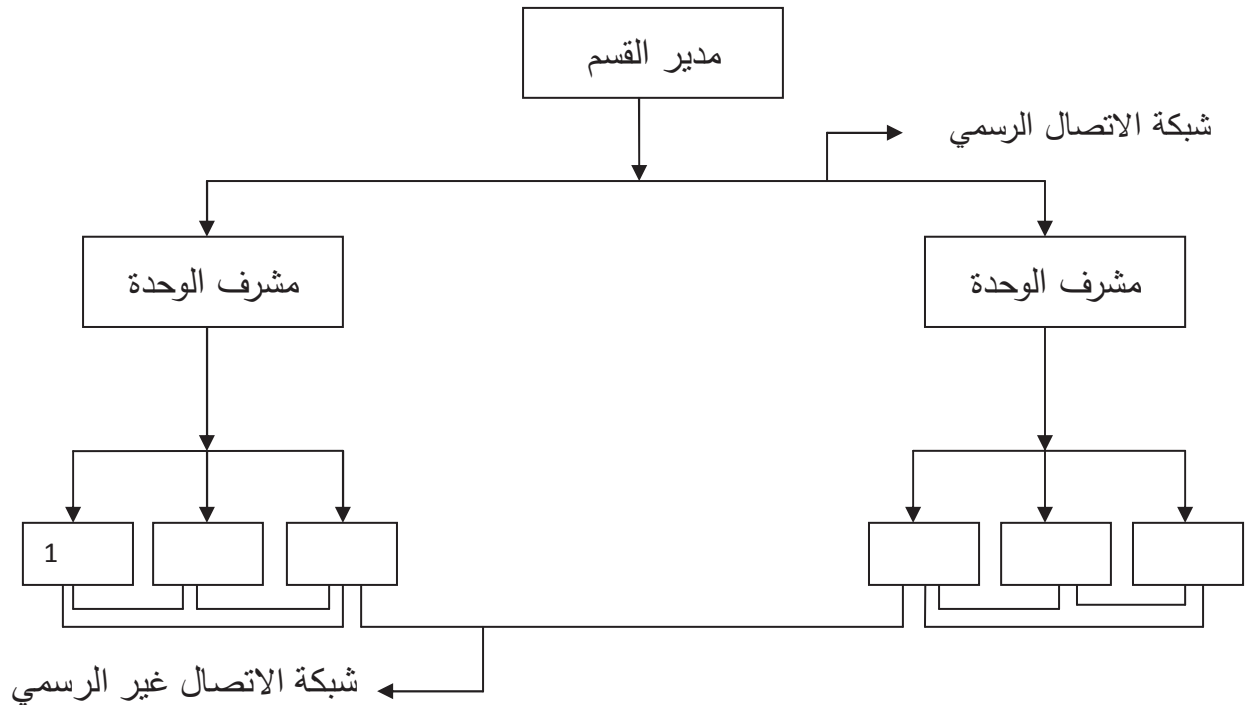 مدير القسم
شبكة الاتصال الرسمي
مشرف الوحدة
مشرف الوحدة
1
شبكة الاتصال غير الرسمي